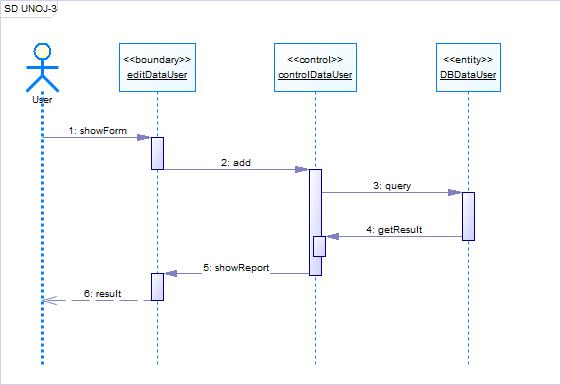 SD UNOJ-3
User
<<boundary>>
editDataUser
<<control>>
controlDataUser
<<entity>>
DBDataUser
1: showForm
2: add
3: query
4: getResult
5: showReport
6: result